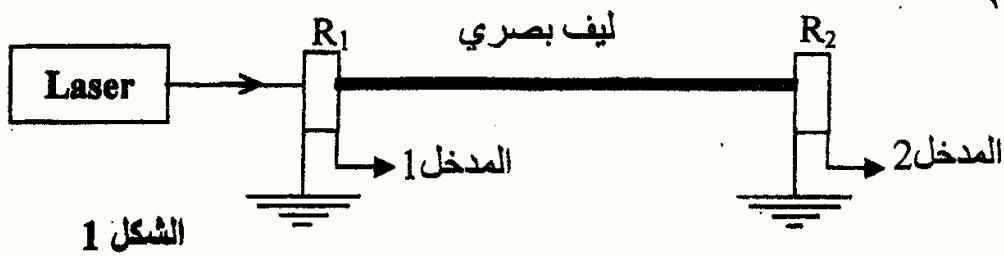 ليف بصري
R₁
R₂
Laser
المدخل1
المدخل2
الشكل 1